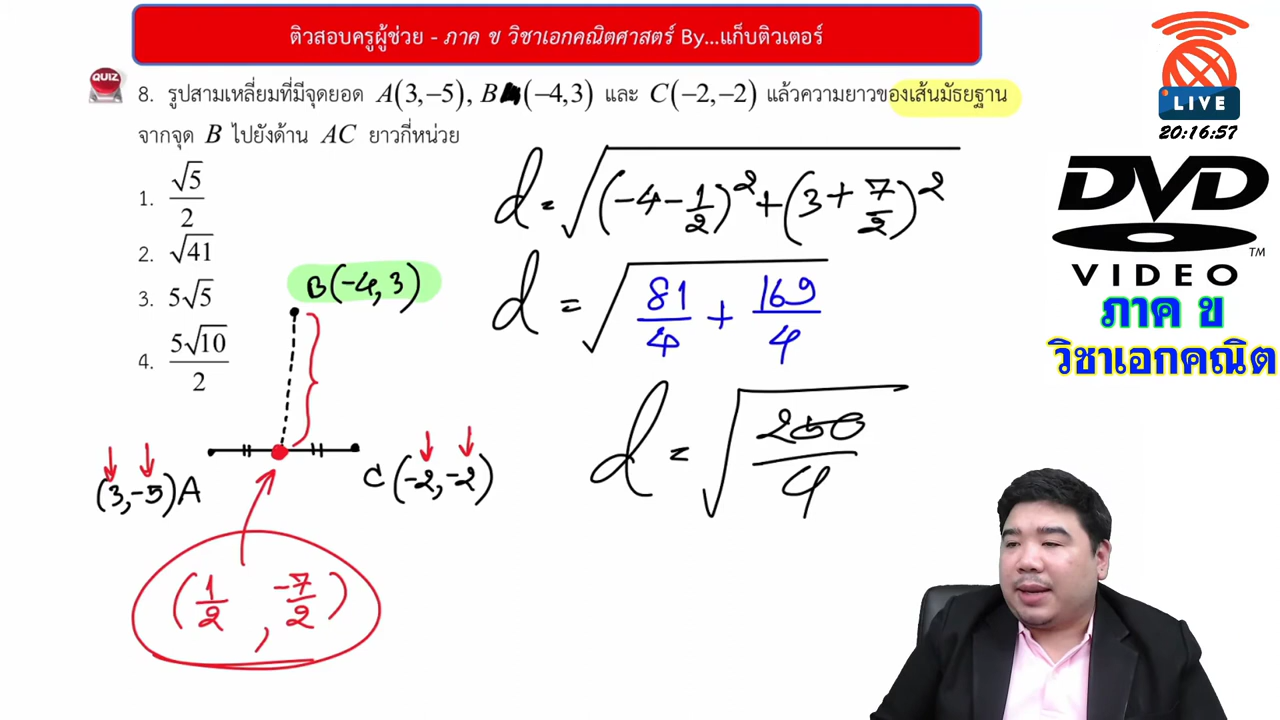 ติวสอบครูผู้ช่วย - ภาค ข วิชาเอกคณิตศาสตร์ By...แก็บติวเตอร์
LIVE
20:16:57
QUIZ
8. รูปสามเหลี่ยมที่มีจุดยอด A(3,−5), B(−4,3) และ C(−2,−2) แล้วความยาวของเส้นมัธยฐาน
จากจุด B ไปยังด้าน AC ยาวกี่หน่วย
1. √5/2
2. √41
3. 5√5
4. 5√10/2
B(-4, 3)
(3,-5)A
C(-2,-2)
(1/2, -7/2)
d = √((-4 - 1/2)² + (3 + 7/2)²)
d = √(81/4 + 169/4)
d = √(250/4)
DVD
TM
VIDEO
ภาค ข
วิชาเอกคณิต